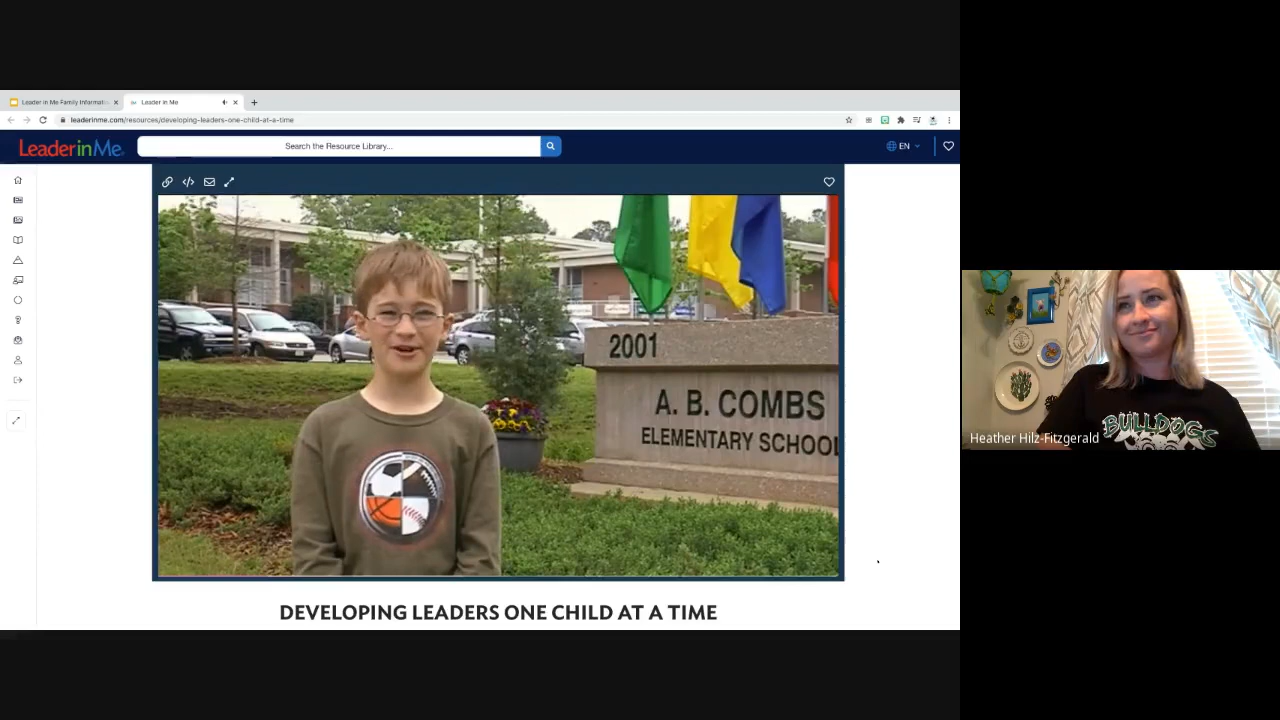 Leader in Me Family Informatic
Leader in Me
leaderinme.com/resources/developing-leaders-one-child-at-a-time
LeaderinMe
Search the Resource Library...
EN
2001
A. B. COMBS
ELEMENTARY SCHOOL
DEVELOPING LEADERS ONE CHILD AT A TIME
BULLDOGS
Heather Hilz-Fitzgerald